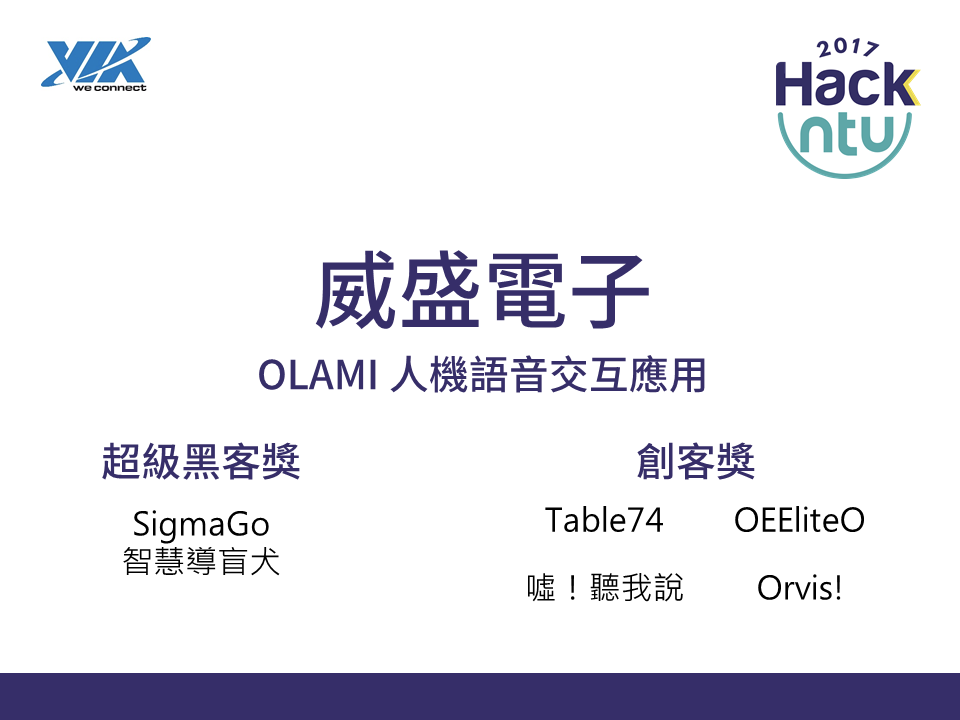 VIA
we connect
2017
Hack
ntu
威盛電子
OLAMI 人機語音交互應用
超級黑客獎
SigmaGo
智慧導盲犬
創客獎
Table74 OEEliteO
噓！聽我說 Orvis!